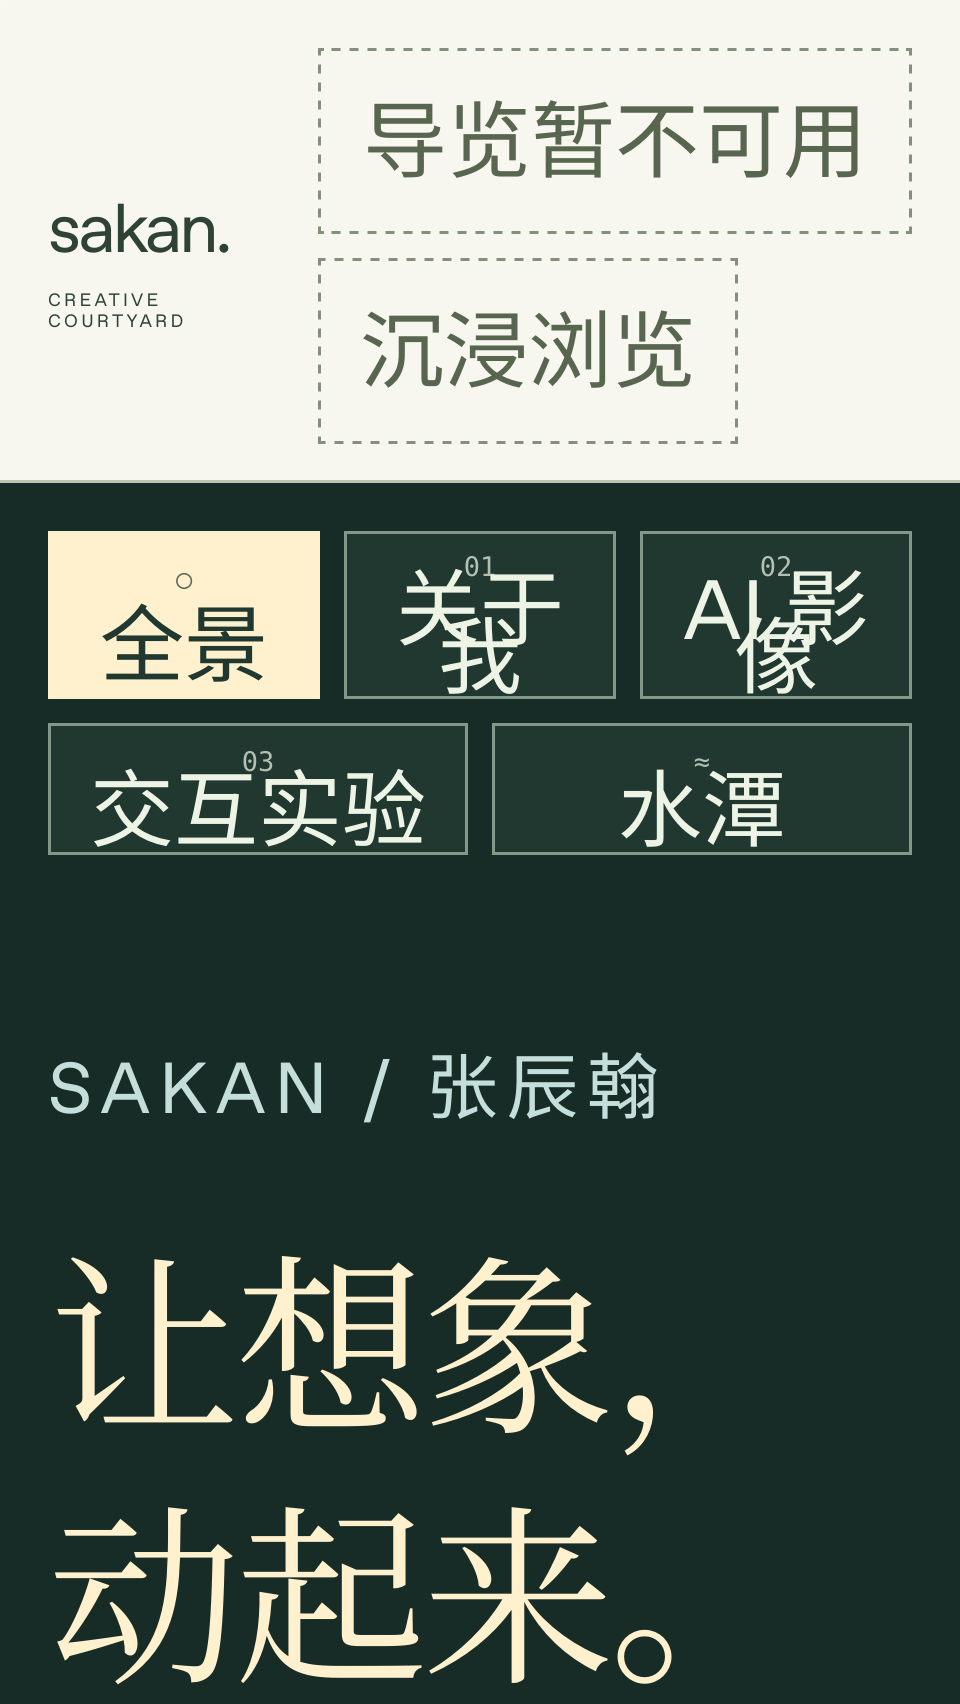 导览暂不可用
sakan.
CREATIVE
COURTYARD
沉浸浏览
○
全景
01
关于
我
02
AI 影
像
03
交互实验
≈
水潭
SAKAN / 张辰翰
让想象，
动起来。